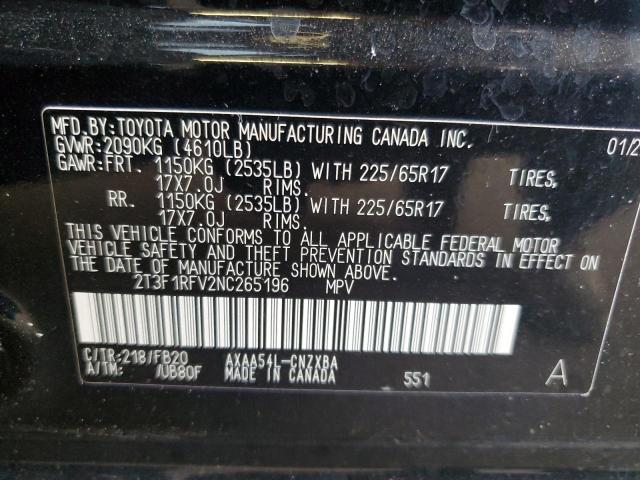 MFD.BY:TOYOTA MOTOR MANUFACTURING CANADA INC. 01/2
GVWR:2090KG (4610LB)
GAWR:FRT. 1150KG (2535LB) WITH 225/65R17 TIRES,
17X7.0J RIMS.
RR. 1150KG (2535LB) WITH 225/65R17 TIRES,
17X7.0J RIMS.
THIS VEHICLE CONFORMS TO ALL APPLICABLE FEDERAL MOTOR
VEHICLE SAFETY AND THEFT PREVENTION STANDARDS IN EFFECT ON
THE DATE OF MANUFACTURE SHOWN ABOVE.
2T3F1RFV2NC265196 MPV
C/TR:218/FB20 AXAA54L-CNZXBA
A/TM: /UB80F MADE IN CANADA 551 A